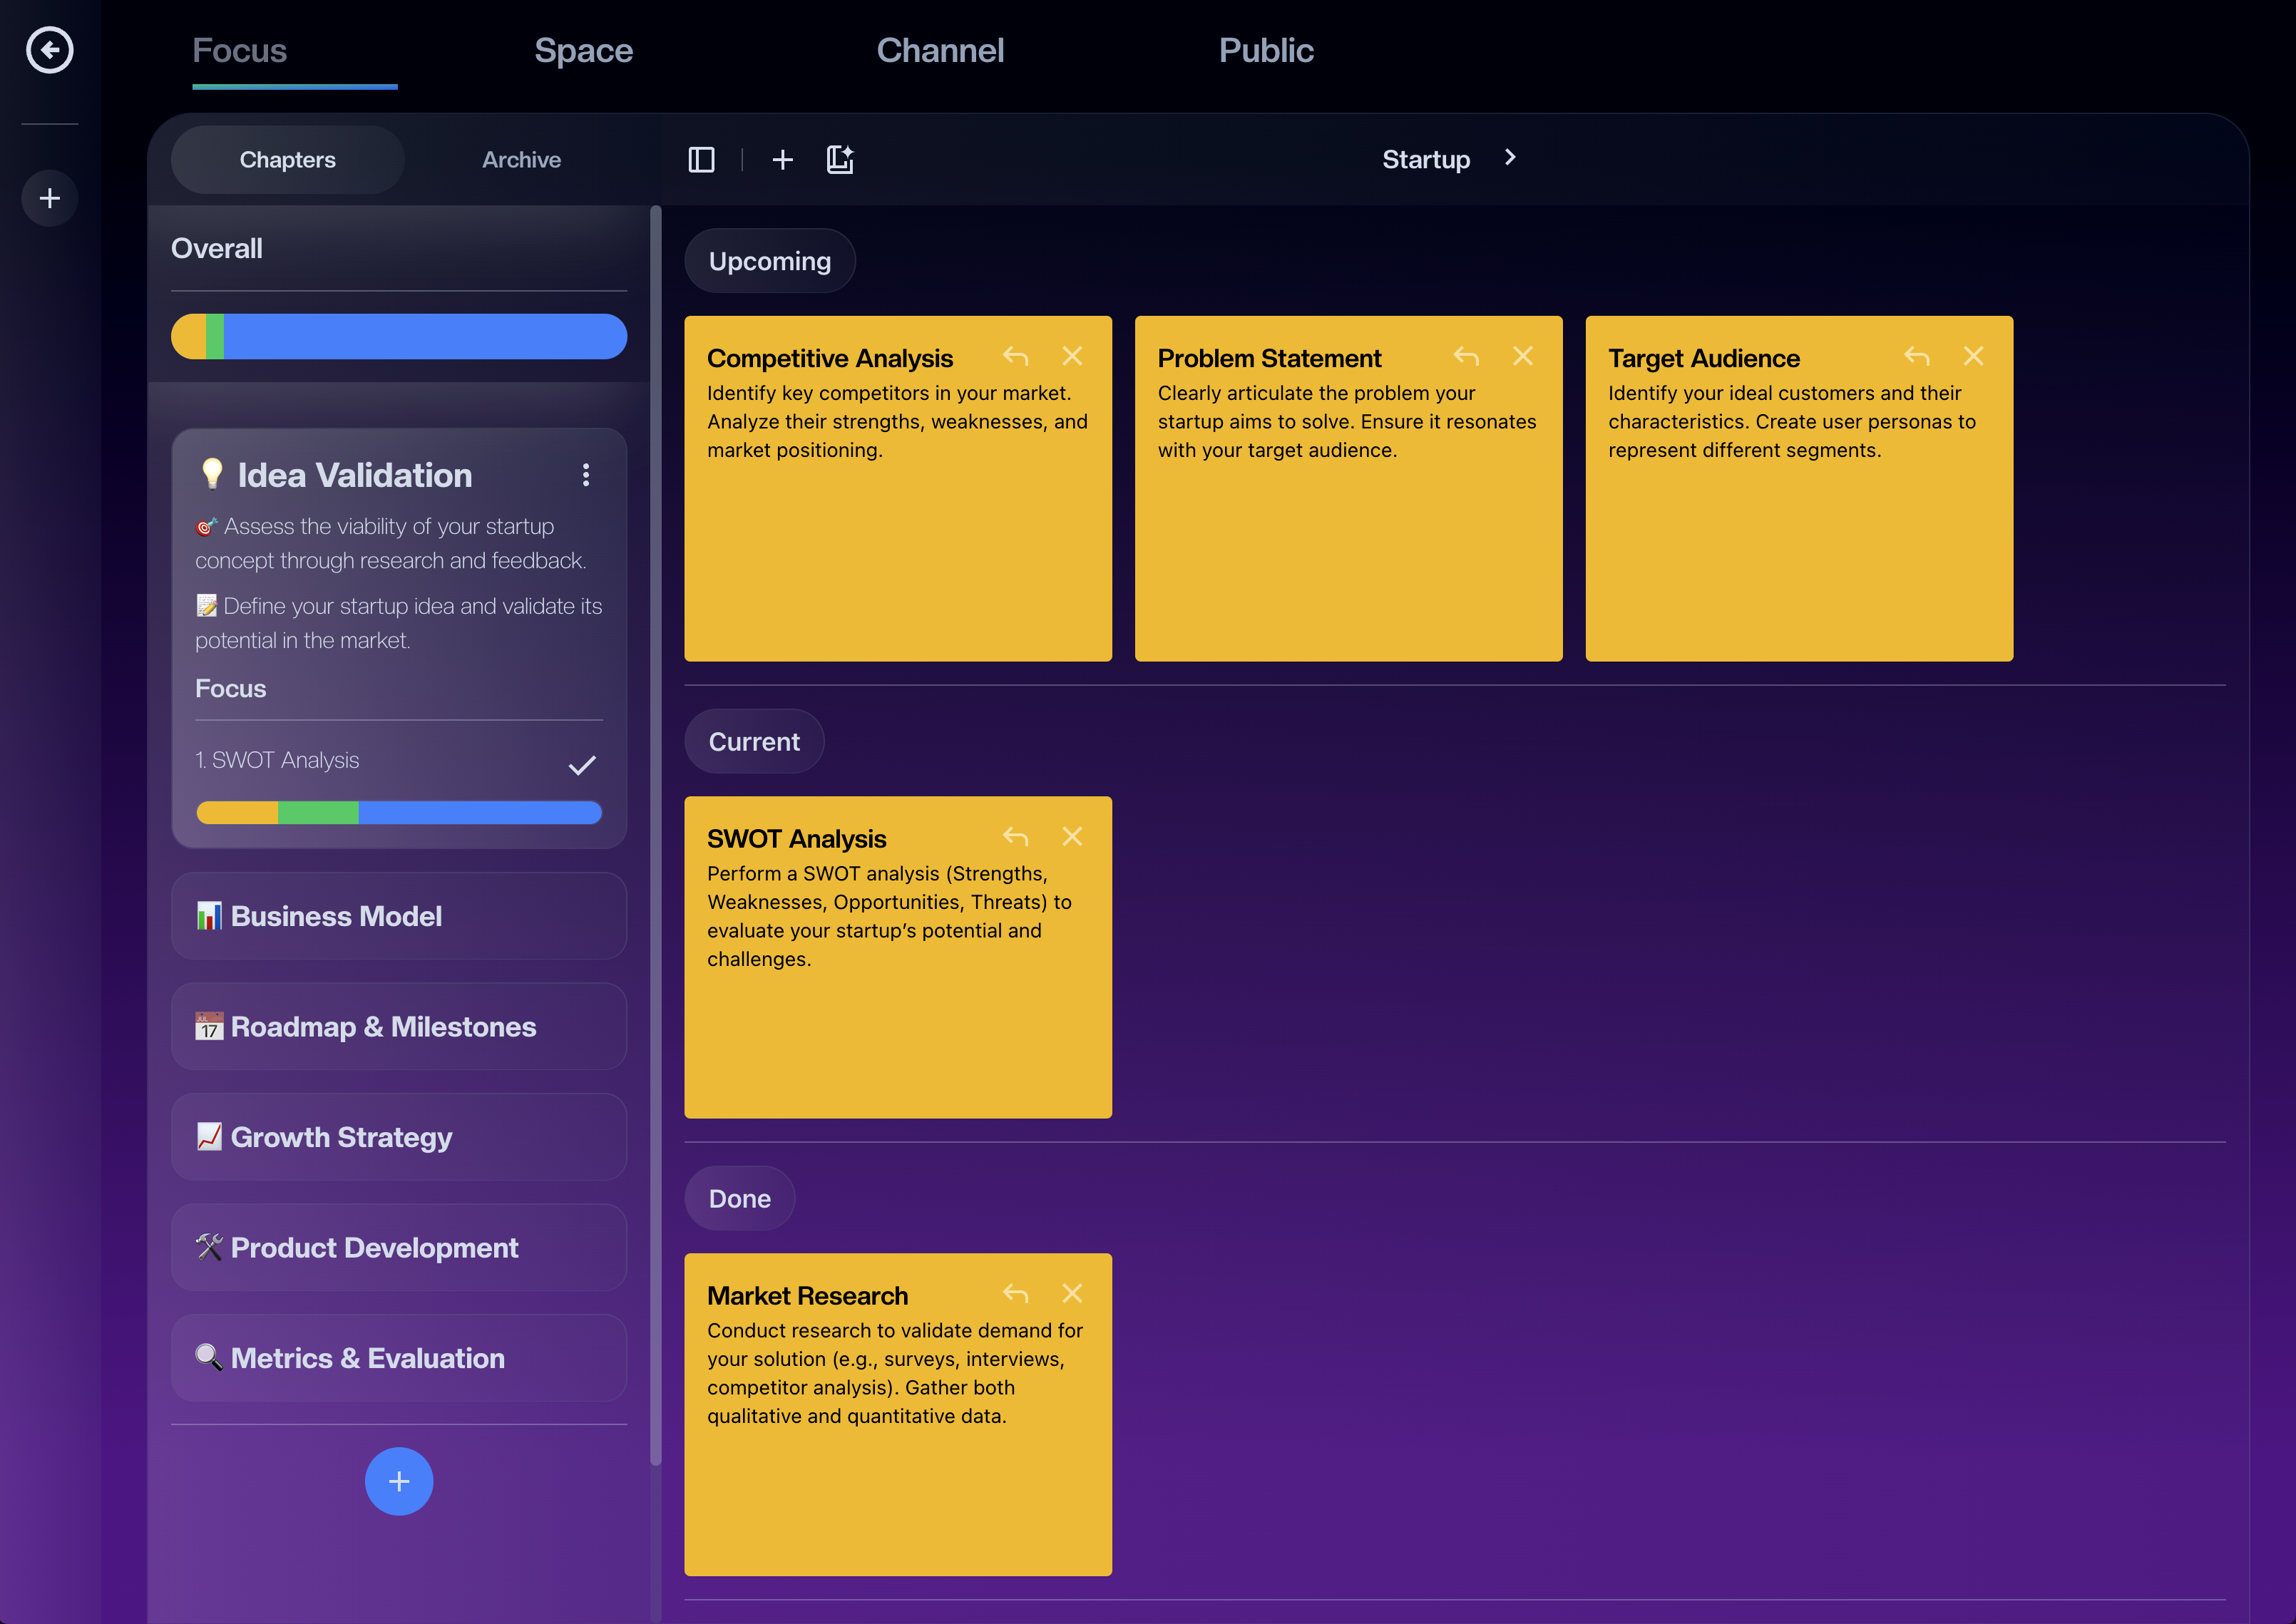 Focus
Space
Channel
Public
Chapters
Archive
Startup
Overall
💡 Idea Validation
🎯 Assess the viability of your startup
concept through research and feedback.
📝 Define your startup idea and validate its
potential in the market.
Focus
1. SWOT Analysis
📊 Business Model
📅 Roadmap & Milestones
📈 Growth Strategy
🛠 Product Development
🔍 Metrics & Evaluation
Upcoming
Competitive Analysis
Identify key competitors in your market.
Analyze their strengths, weaknesses, and
market positioning.
Problem Statement
Clearly articulate the problem your
startup aims to solve. Ensure it resonates
with your target audience.
Target Audience
Identify your ideal customers and their
characteristics. Create user personas to
represent different segments.
Current
SWOT Analysis
Perform a SWOT analysis (Strengths,
Weaknesses, Opportunities, Threats) to
evaluate your startup’s potential and
challenges.
Done
Market Research
Conduct research to validate demand for
your solution (e.g., surveys, interviews,
competitor analysis). Gather both
qualitative and quantitative data.